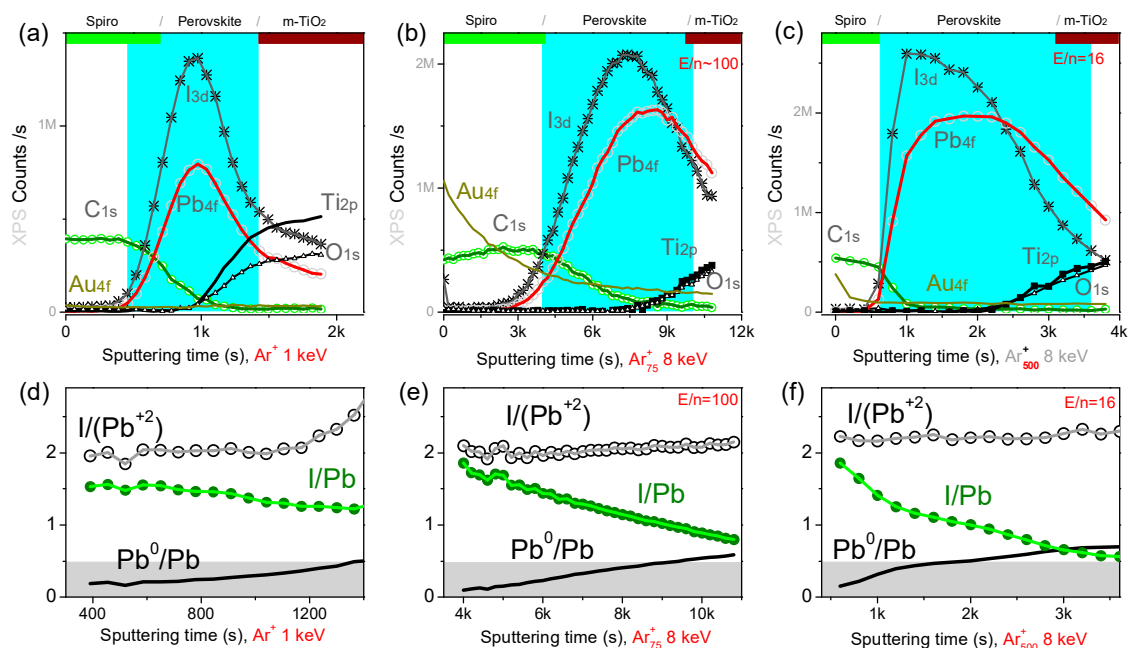 Spiro / Perovskite / m-TiO₂
(a)
I3d
Pb4f
C1s
Au4f
Ti2p
O1s
1M
0
0 1k 2k
XPS Counts /s
Sputtering time (s), Ar⁺ 1 keV
Spiro / Perovskite / m-TiO₂
(b)
E/n~100
2M
1M
0
I3d
Pb4f
Au4f
C1s
Ti2p
O1s
0 3k 6k 9k 12k
XPS Counts /s
Sputtering time (s), Ar⁺75 8 keV
Spiro / Perovskite / m-TiO₂
(c)
E/n=16
2M
1M
0
I3d
Pb4f
C1s
Au4f
Ti2p
O1s
0 1k 2k 3k 4k
XPS Counts /s
Sputtering time (s), Ar⁺500 8 keV
(d)
I/(Pb⁺²)
I/Pb
Pb⁰/Pb
2
1
0
400 800 1200
Sputtering time (s), Ar⁺ 1 keV
(e)
E/n=100
I/(Pb⁺²)
I/Pb
Pb⁰/Pb
2
1
0
4k 6k 8k 10k
Sputtering time (s), Ar⁺75 8 keV
(f)
E/n=16
I/(Pb⁺²)
I/Pb
Pb⁰/Pb
2
1
0
1k 2k 3k
Sputtering time (s), Ar⁺500 8 keV